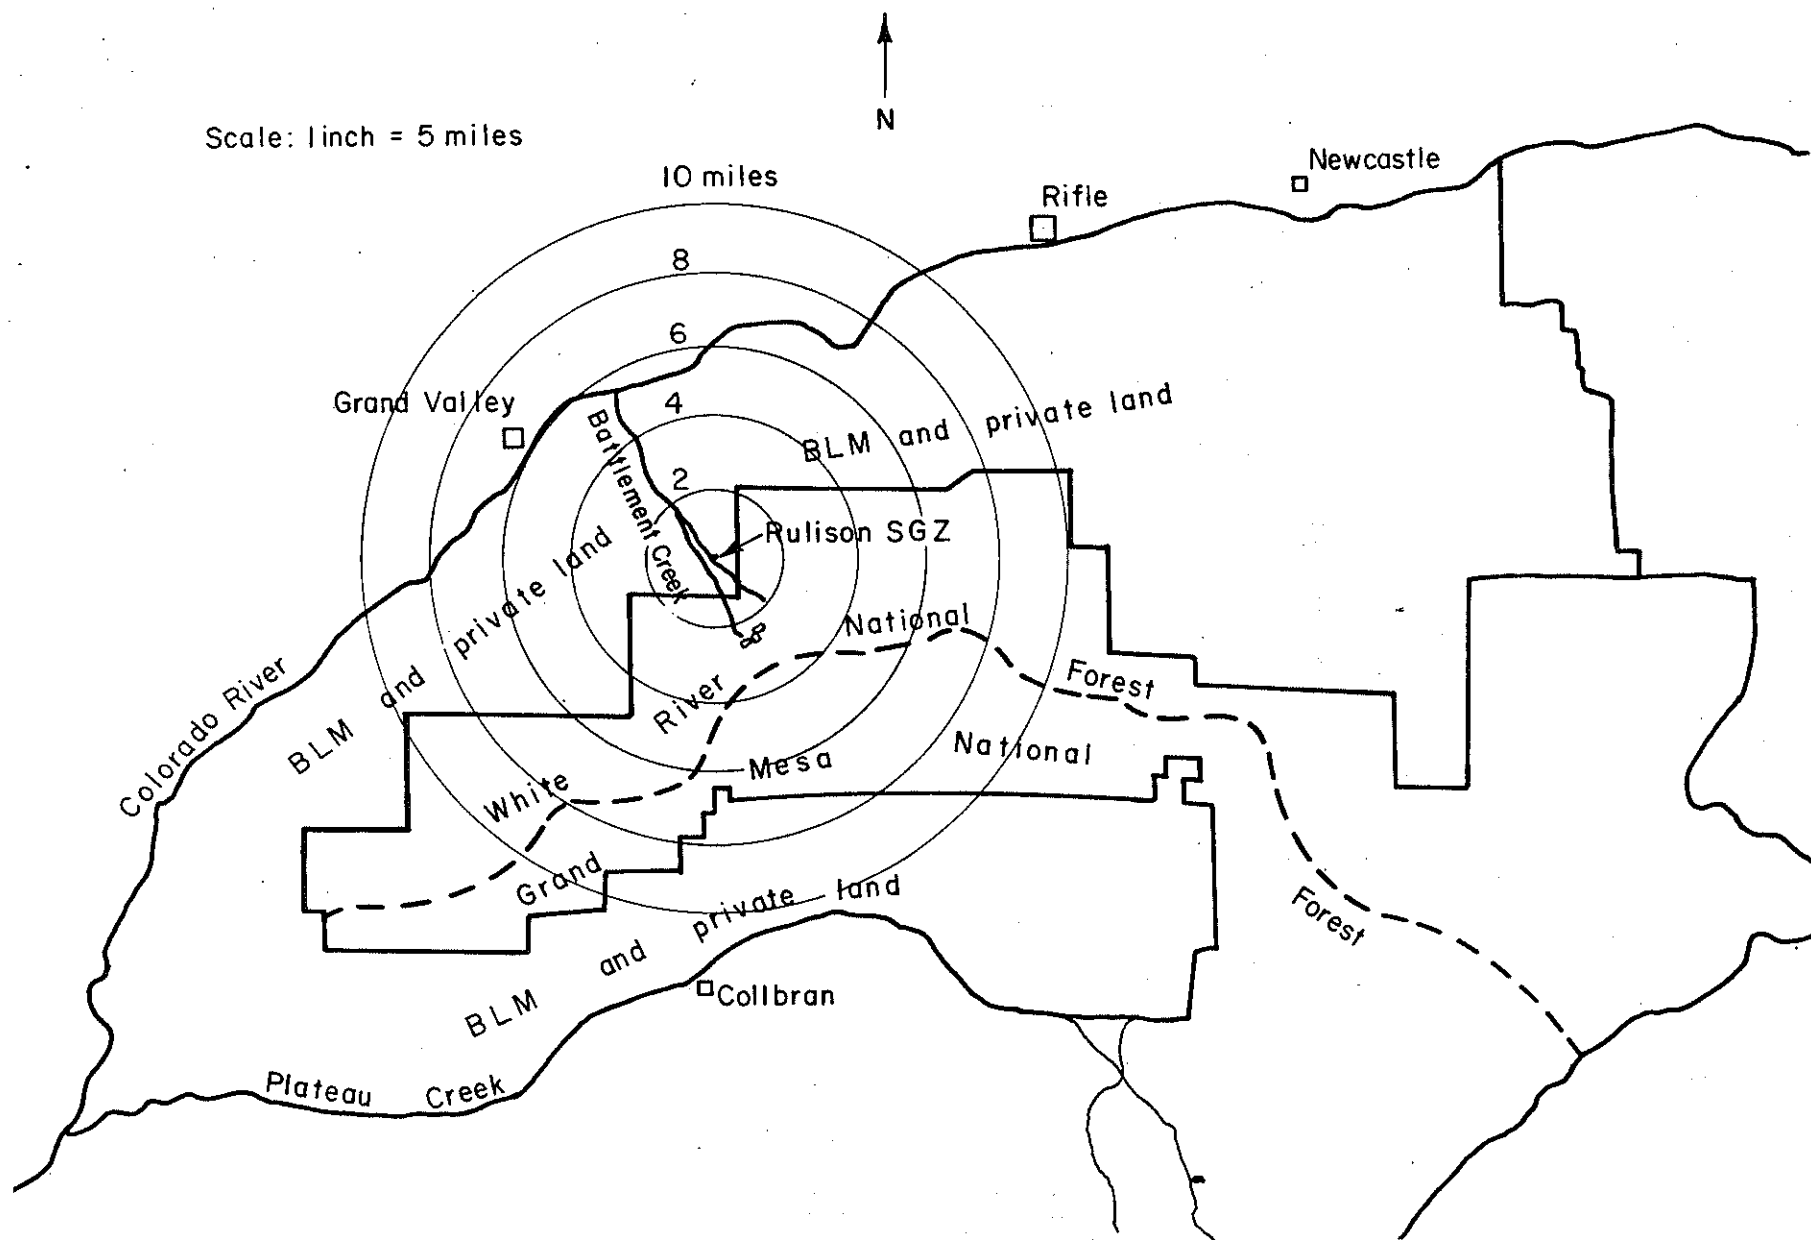 N
Scale: 1 inch = 5 miles
10 miles
Newcastle
Rifle
8
6
Grand Valley
4
BLM and private land
Battlement Creek
2
Rulison SGZ
BLM and private land
Colorado River
White River National Forest
Grand Mesa National Forest
BLM and private land
Collbran
Plateau Creek